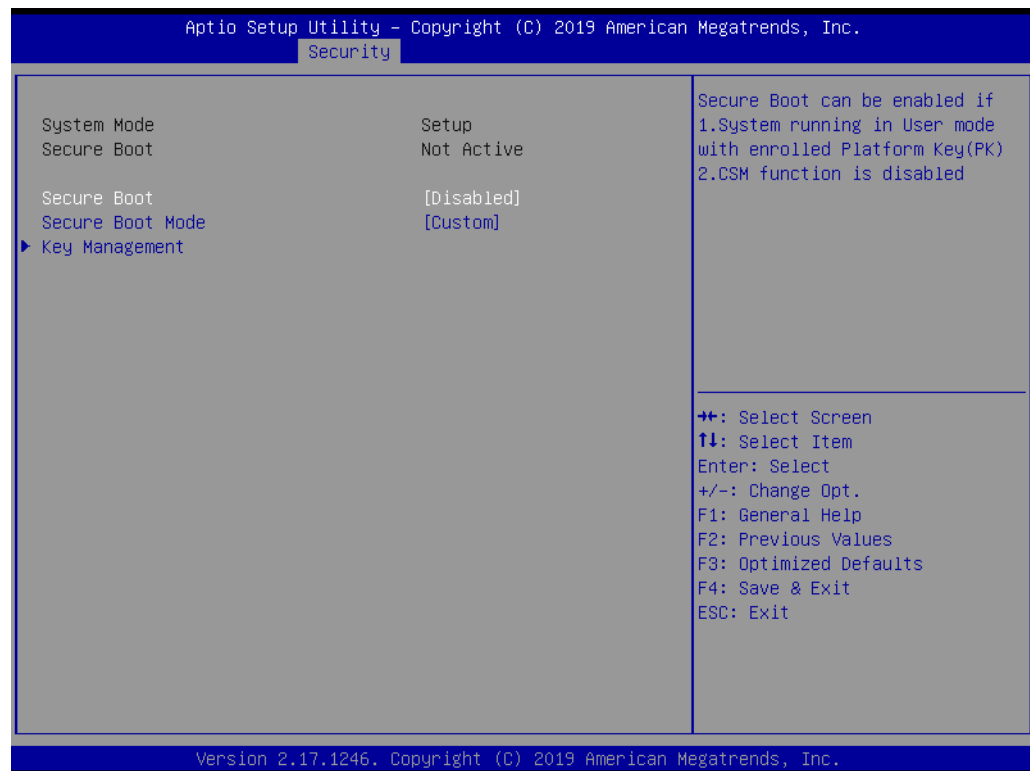 Aptio Setup Utility – Copyright (C) 2019 American Megatrends, Inc.
Security
System Mode Setup
Secure Boot Not Active
Secure Boot [Disabled]
Secure Boot Mode [Custom]
▶ Key Management
Secure Boot can be enabled if
1.System running in User mode
with enrolled Platform Key(PK)
2.CSM function is disabled
→←: Select Screen
↑↓: Select Item
Enter: Select
+/-: Change Opt.
F1: General Help
F2: Previous Values
F3: Optimized Defaults
F4: Save & Exit
ESC: Exit
Version 2.17.1246. Copyright (C) 2019 American Megatrends, Inc.